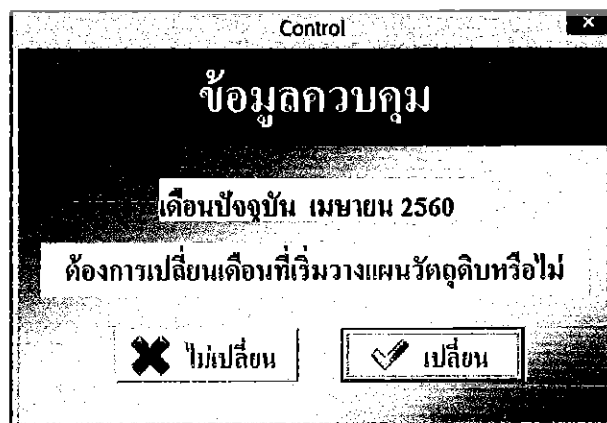 Control
ข้อมูลควบคุม
เดือนปัจจุบัน เมษายน 2560
ต้องการเปลี่ยนเดือนที่เริ่มวางแผนวัตถุดิบหรือไม่
ไม่เปลี่ยน
เปลี่ยน